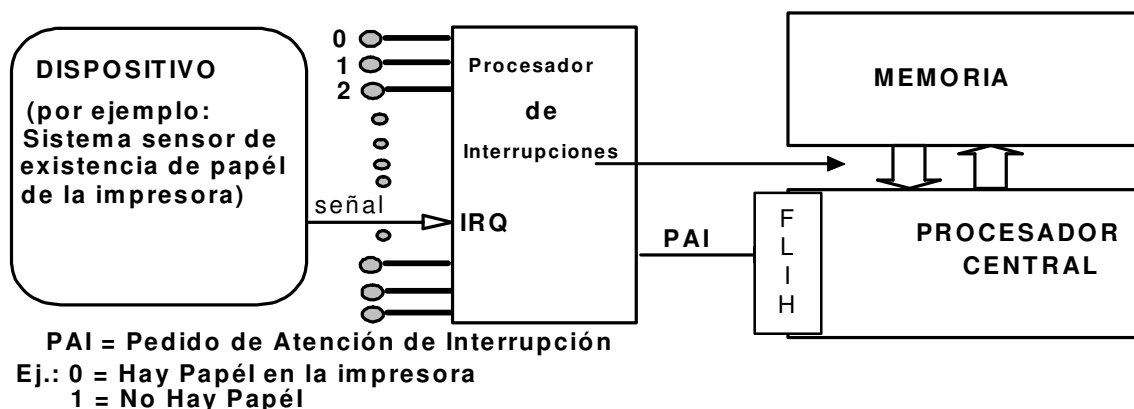 DISPOSITIVO
(por ejemplo:
Sistema sensor de
existencia de papél
de la impresora)
0
1
2
Procesador
de
Interrupciones
señal
IRQ
PAI
MEMORIA
F
L
I
H
PROCESADOR
CENTRAL
PAI = Pedido de Atención de Interrupción
Ej.: 0 = Hay Papél en la impresora
1 = No Hay Papél